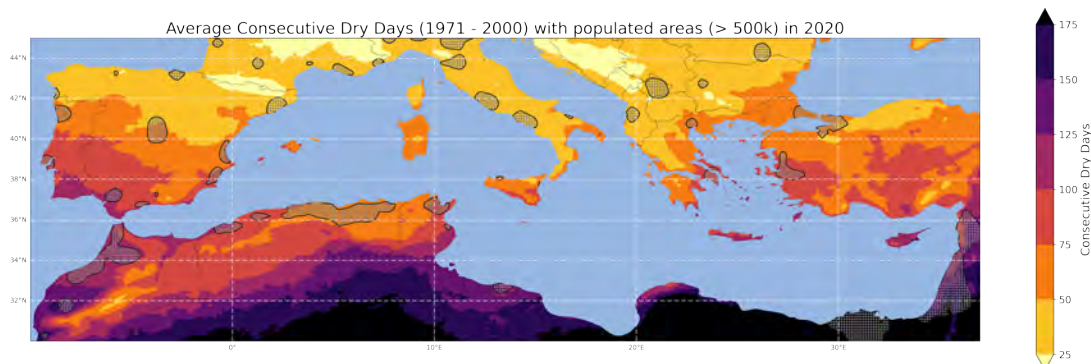 Average Consecutive Dry Days (1971 - 2000) with populated areas (> 500k) in 2020
175
44°N
150
42°N
125
40°N
38°N
100
36°N
75
34°N
50
32°N
25
Consecutive Dry Days
0°
10°E
20°E
30°E